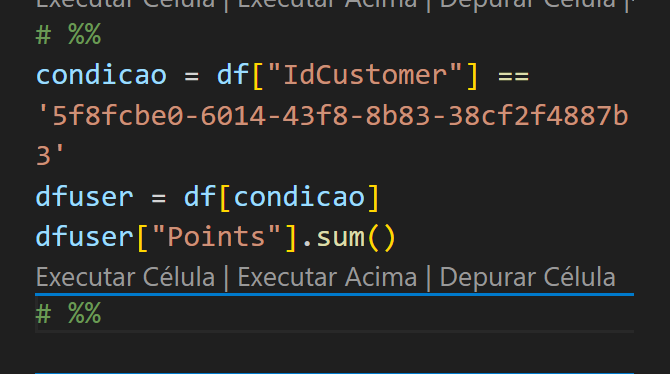 Executar Célula | Executar Acima | Depurar Célula |
# %%
condicao = df["IdCustomer"] ==
'5f8fcbe0-6014-43f8-8b83-38cf2f4887b
3'
dfuser = df[condicao]
dfuser["Points"].sum()
Executar Célula | Executar Acima | Depurar Célula
# %%